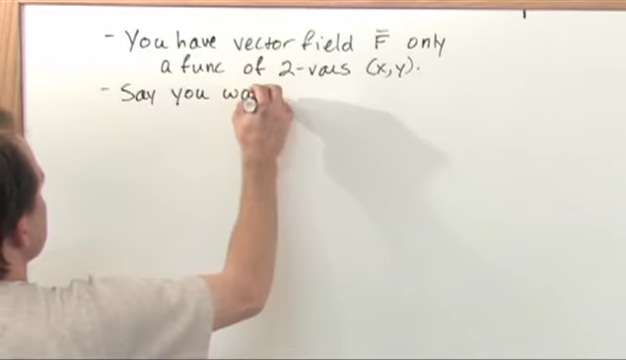 - You have vector field F̄ only
a func of 2-vars (x,y).
- Say you wa